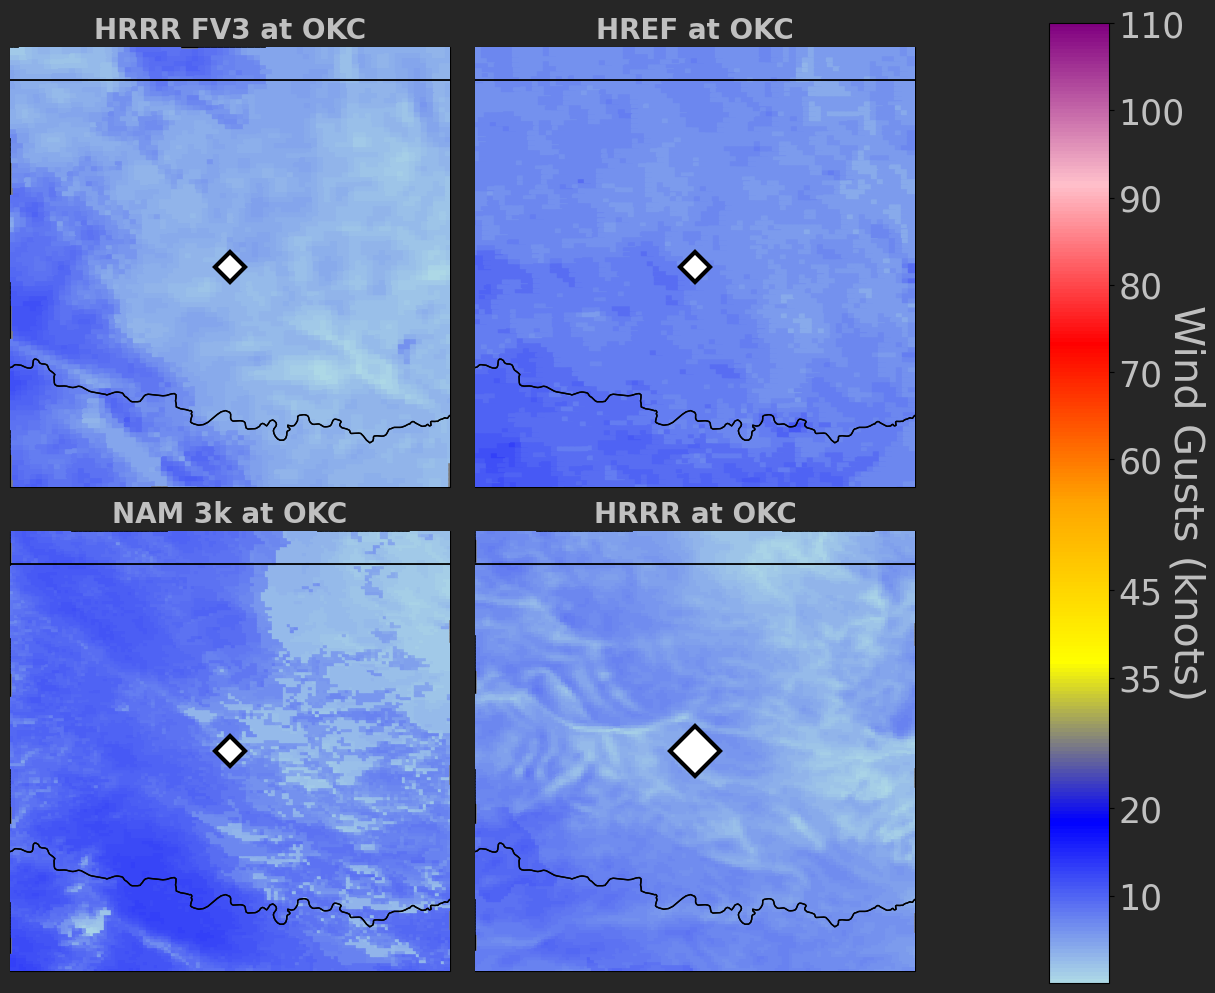 HRRR FV3 at OKC
HREF at OKC
NAM 3k at OKC
HRRR at OKC
110
100
90
80
70
60
45
35
20
10
Wind Gusts (knots)